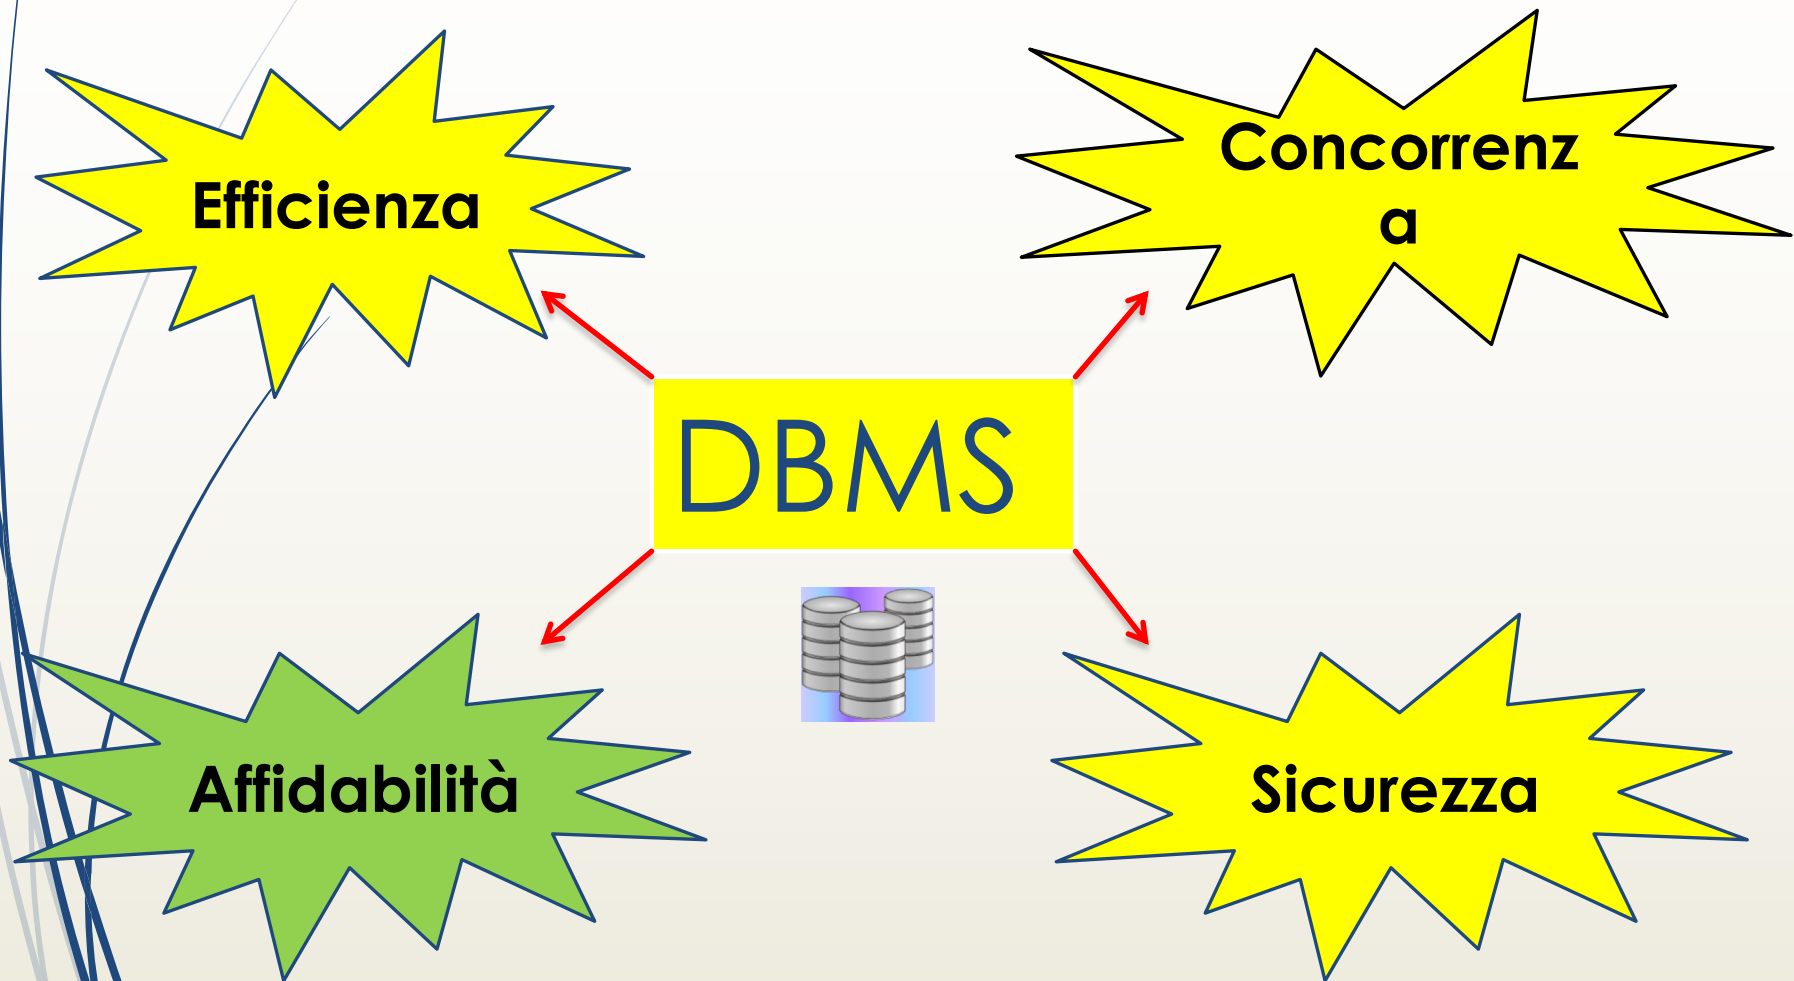 Efficienza
Concorrenz
a
DBMS
Affidabilità
Sicurezza